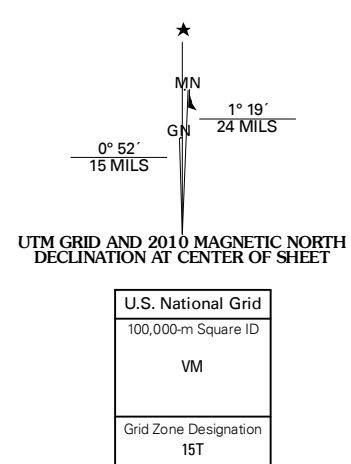 MN
1° 19´
24 MILS
GN
0° 52´
15 MILS
UTM GRID AND 2010 MAGNETIC NORTH
DECLINATION AT CENTER OF SHEET
U.S. National Grid
100,000-m Square ID
VM
Grid Zone Designation
15T